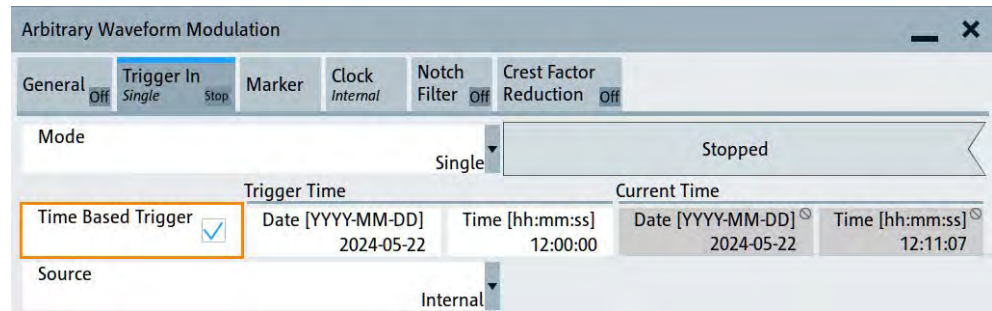 Arbitrary Waveform Modulation
General Off
Trigger In Single Stop
Marker
Clock Internal
Notch Filter Off
Crest Factor Reduction Off
Mode
Single
Stopped
Trigger Time
Current Time
Time Based Trigger
Date [YYYY-MM-DD]
2024-05-22
Time [hh:mm:ss]
12:00:00
Date [YYYY-MM-DD]
2024-05-22
Time [hh:mm:ss]
12:11:07
Source
Internal